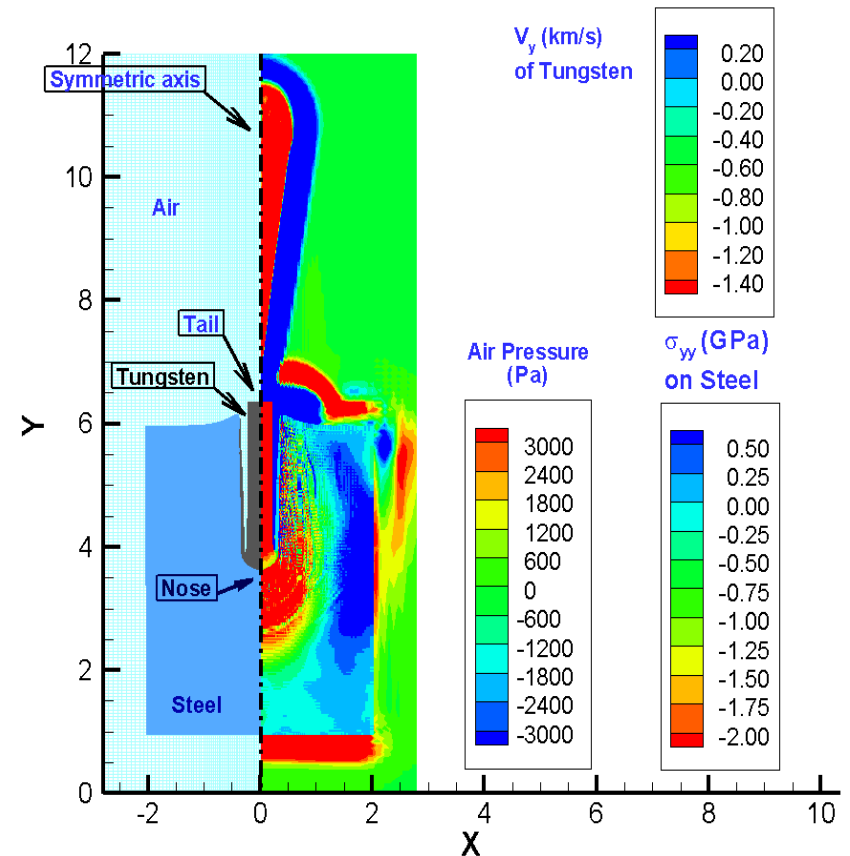 V_y (km/s)
of Tungsten
0.20
0.00
-0.20
-0.40
-0.60
-0.80
-1.00
-1.20
-1.40
12
10
8
6
4
2
0
Y
Symmetric axis
Air
Tail
Tungsten
Nose
Steel
Air Pressure
(Pa)
3000
2400
1800
1200
600
0
-600
-1200
-1800
-2400
-3000
σ_yy (GPa)
on Steel
0.50
0.25
0.00
-0.25
-0.50
-0.75
-1.00
-1.25
-1.50
-1.75
-2.00
-2 0 2 4 6 8 10
X